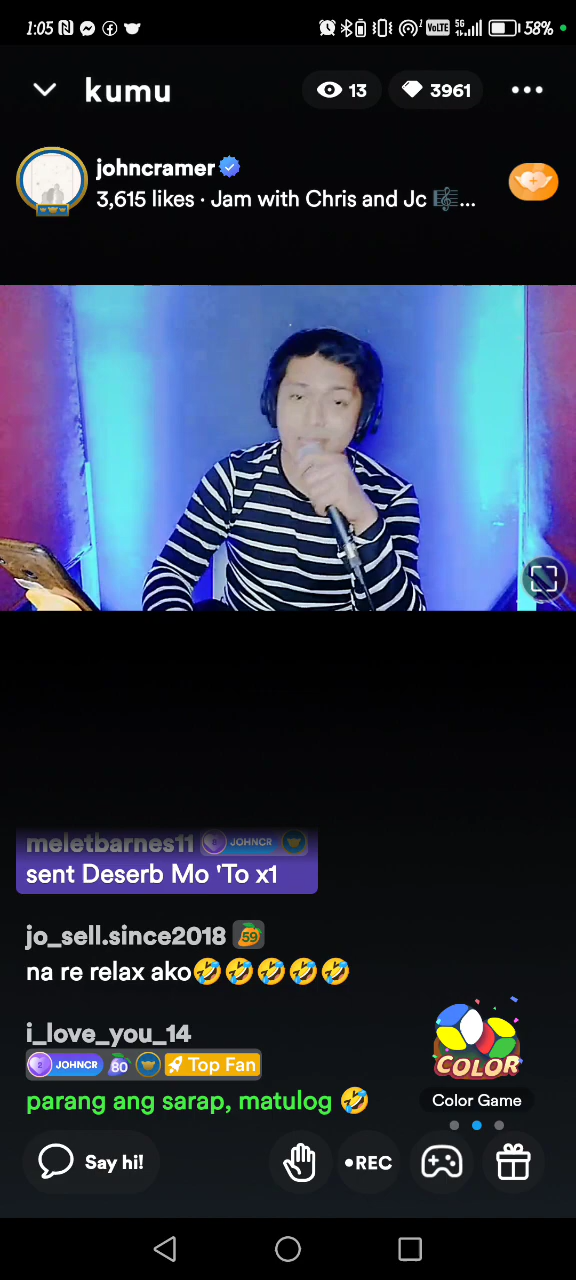 1:05
VoLTE 5G 58%
kumu
13
3961
johncramer
3,615 likes · Jam with Chris and Jc 🎼...
meletbarnes11 JOHNCR
sent Deserb Mo 'To x1
jo_sell.since2018 59
na re relax ako🤣🤣🤣🤣🤣
i_love_you_14
JOHNCR 80 Top Fan
parang ang sarap, matulog 🤣
COLOR
Color Game
Say hi!
•REC